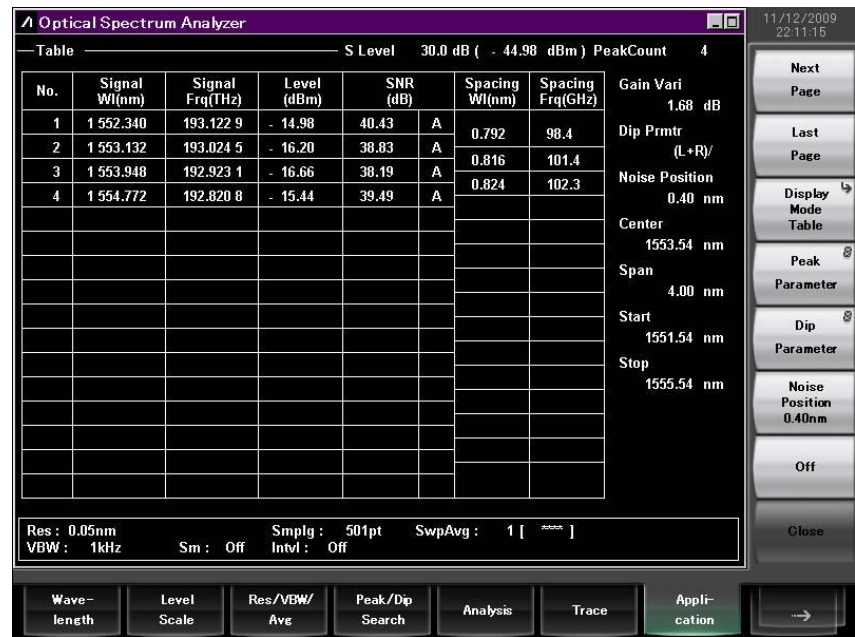 Optical Spectrum Analyzer
11/12/2009
22:11:15
Table
S Level 30.0 dB ( - 44.98 dBm ) PeakCount 4
No. Signal Wl(nm) Signal Frq(THz) Level (dBm) SNR (dB) Spacing Wl(nm) Spacing Frq(GHz)
1 1 552.340 193.122 9 - 14.98 40.43 A
0.792 98.4
2 1 553.132 193.024 5 - 16.20 38.83 A
0.816 101.4
3 1 553.948 192.923 1 - 16.66 38.19 A
0.824 102.3
4 1 554.772 192.820 8 - 15.44 39.49 A
Gain Vari
1.68 dB
Dip Prmtr
(L+R)/
Noise Position
0.40 nm
Center
1553.54 nm
Span
4.00 nm
Start
1551.54 nm
Stop
1555.54 nm
Res : 0.05nm Smplg : 501pt SwpAvg : 1 [ **** ]
VBW : 1kHz Sm : Off Intvl : Off
Next
Page
Last
Page
Display
Mode
Table
Peak
Parameter
Dip
Parameter
Noise
Position
0.40nm
Off
Close
Wave-
length
Level
Scale
Res/VBW/
Avg
Peak/Dip
Search
Analysis
Trace
Appli-
cation
→